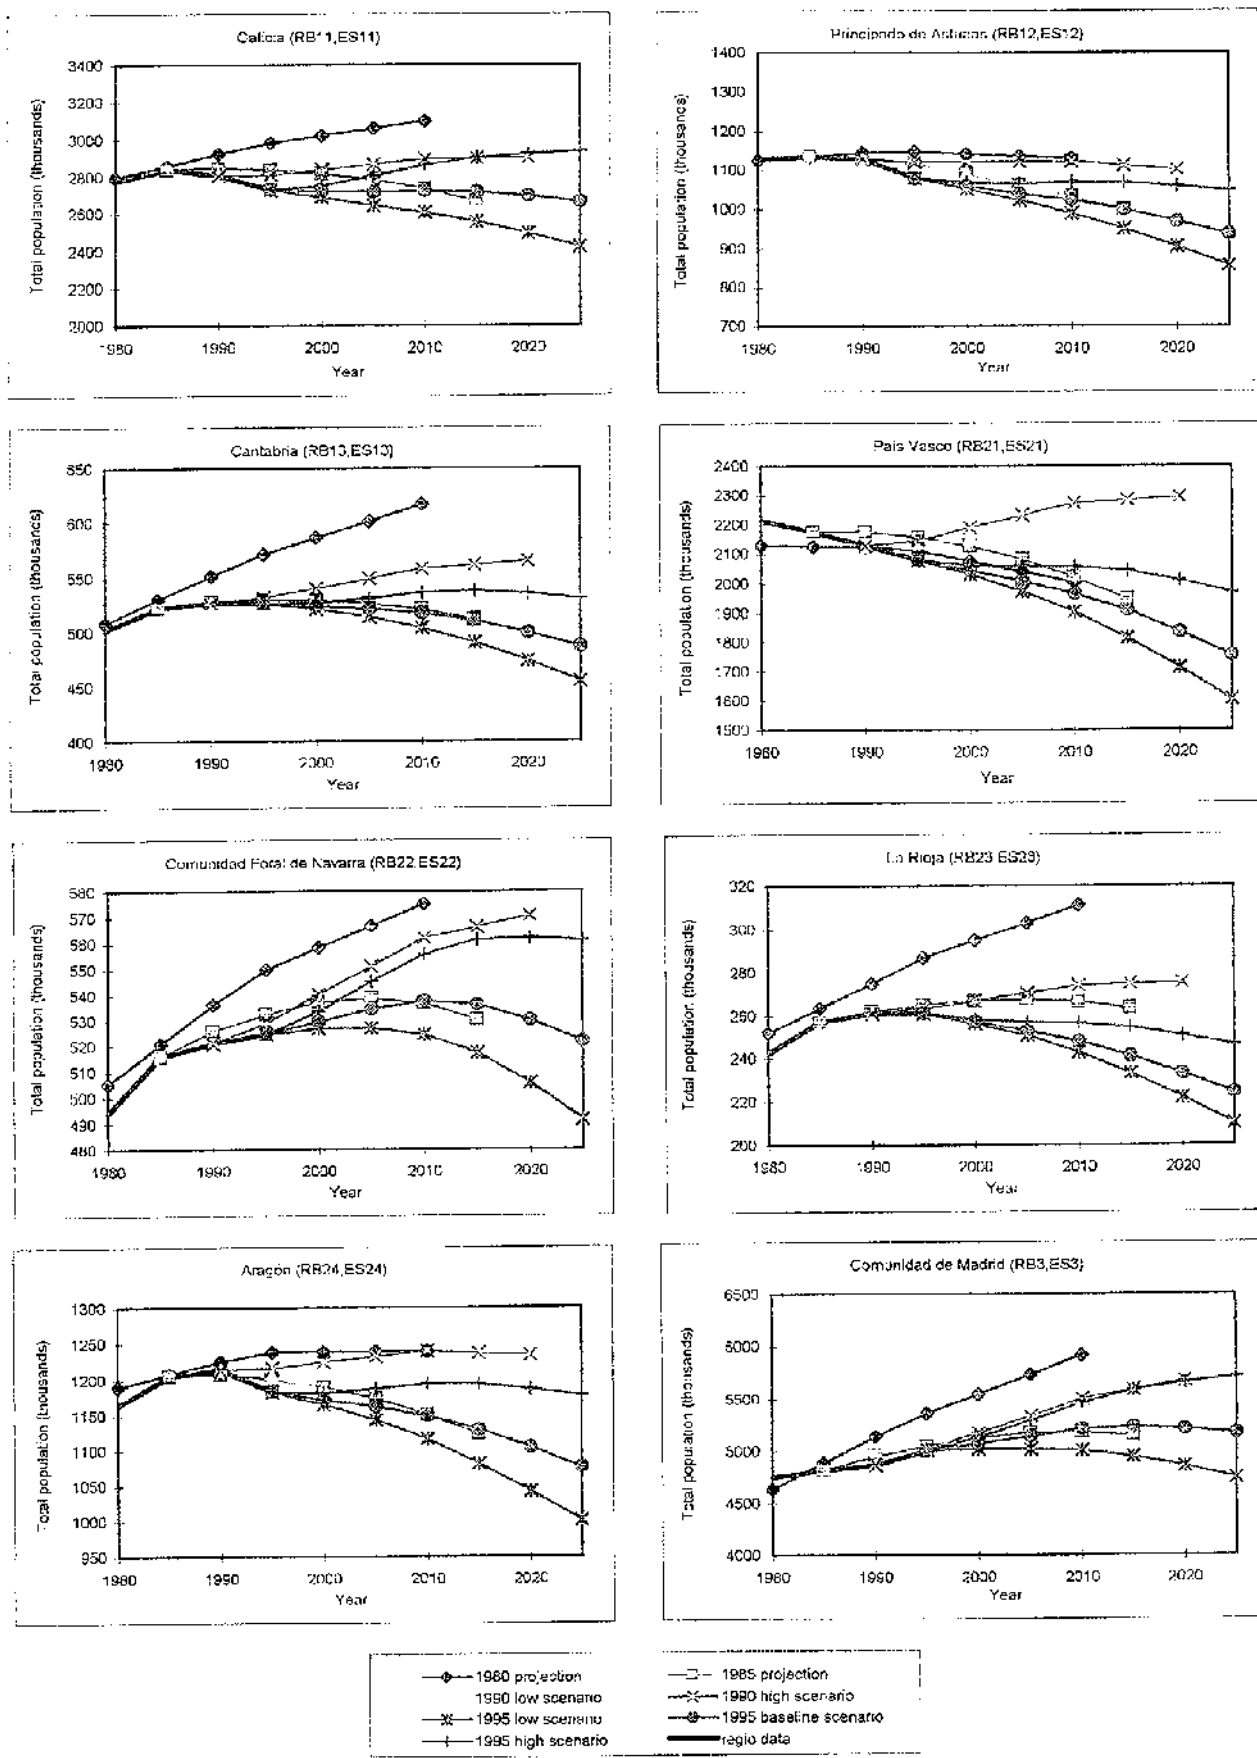 Galicia (RB11,ES11)
Total population (thousands)
3400
3200
3000
2800
2600
2400
2200
2000
1980 1990 2000 2010 2020
Year
Principado de Asturias (RB12,ES12)
Total population (thousands)
1400
1300
1200
1100
1000
900
800
700
1980 1990 2000 2010 2020
Year
Cantabria (RB13,ES13)
Total population (thousands)
650
600
550
500
450
400
1980 1990 2000 2010 2020
Year
País Vasco (RB21,ES21)
Total population (thousands)
2400
2300
2200
2100
2000
1900
1800
1700
1600
1500
1980 1990 2000 2010 2020
Year
Comunidad Foral de Navarra (RB22,ES22)
Total population (thousands)
580
570
560
550
540
530
520
510
500
490
480
1980 1990 2000 2010 2020
Year
La Rioja (RB23,ES23)
Total population (thousands)
320
300
280
260
240
220
200
1980 1990 2000 2010 2020
Year
Aragón (RB24,ES24)
Total population (thousands)
1300
1250
1200
1150
1100
1050
1000
950
1980 1990 2000 2010 2020
Year
Comunidad de Madrid (RB3,ES3)
Total population (thousands)
6500
6000
5500
5000
4500
4000
1980 1990 2000 2010 2020
Year
1980 projection
1985 projection
1990 low scenario
1990 high scenario
1995 low scenario
1995 baseline scenario
1995 high scenario
regio data